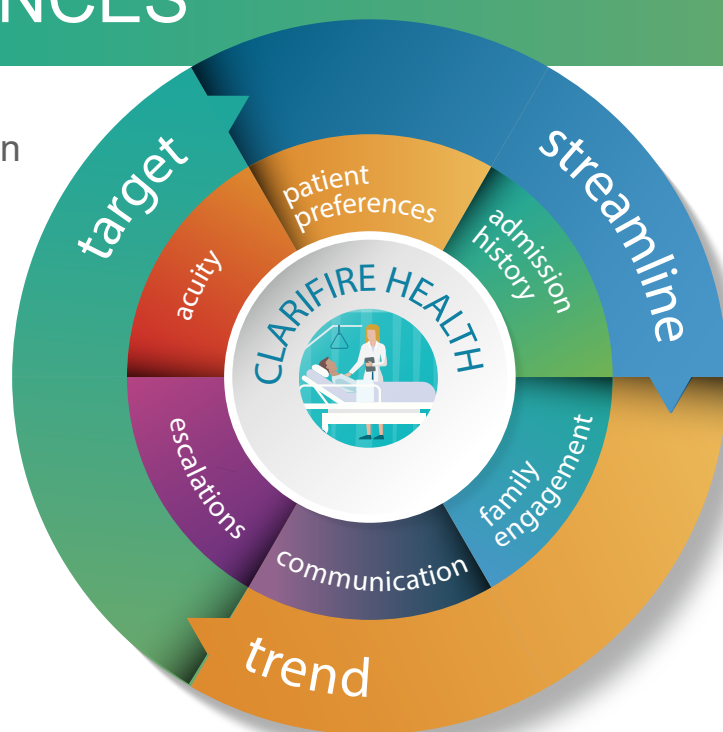 NCES
n
target
streamline
trend
patient
preferences
admission
history
family
engagement
communication
escalations
acuity
CLARIFIRE HEALTH